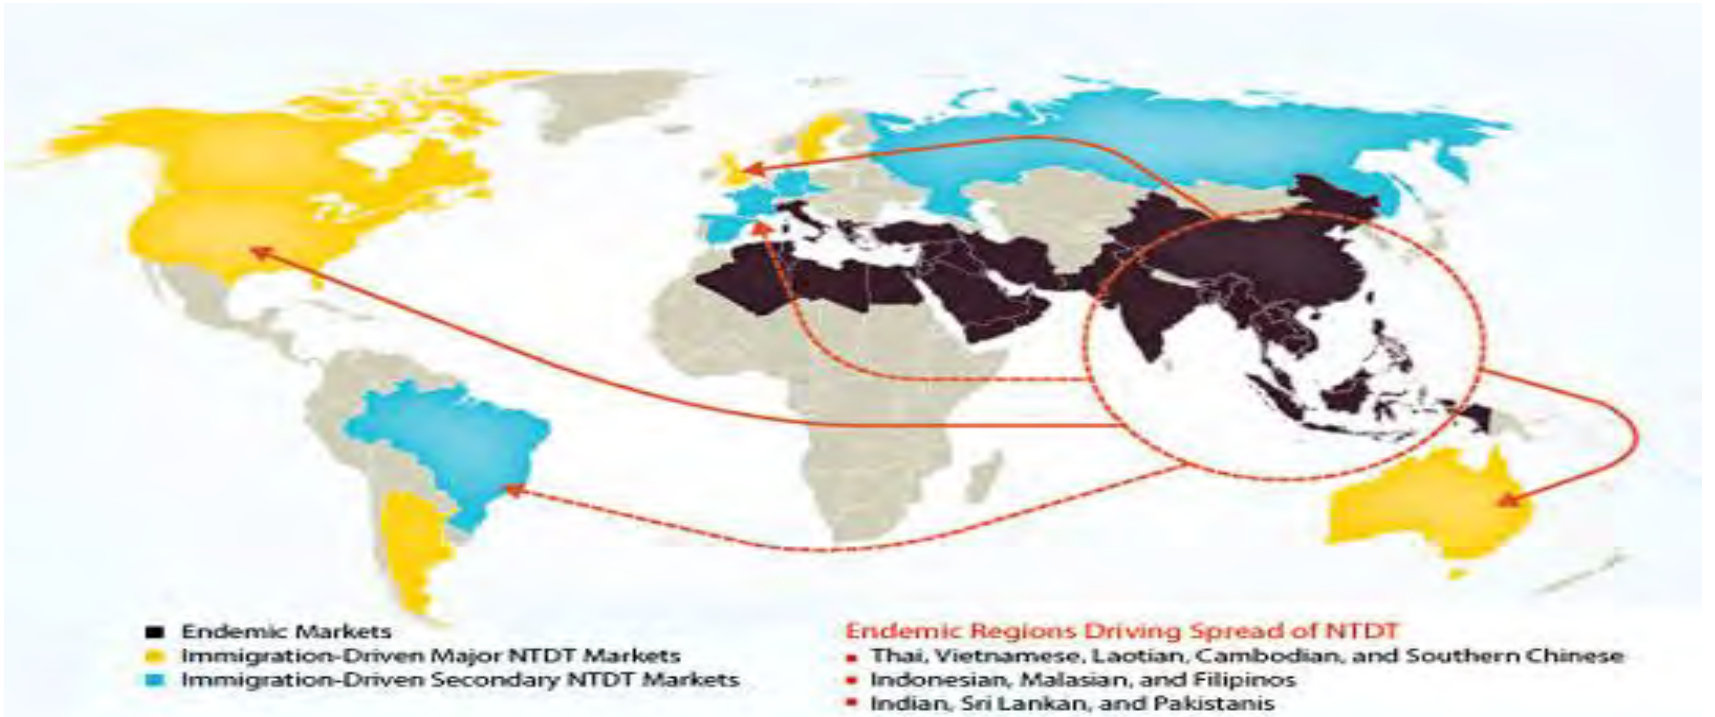 Endemic Markets
Immigration-Driven Major NTDT Markets
Immigration-Driven Secondary NTDT Markets
Endemic Regions Driving Spread of NTDT
Thai, Vietnamese, Laotian, Cambodian, and Southern Chinese
Indonesian, Malasian, and Filipinos
Indian, Sri Lankan, and Pakistanis